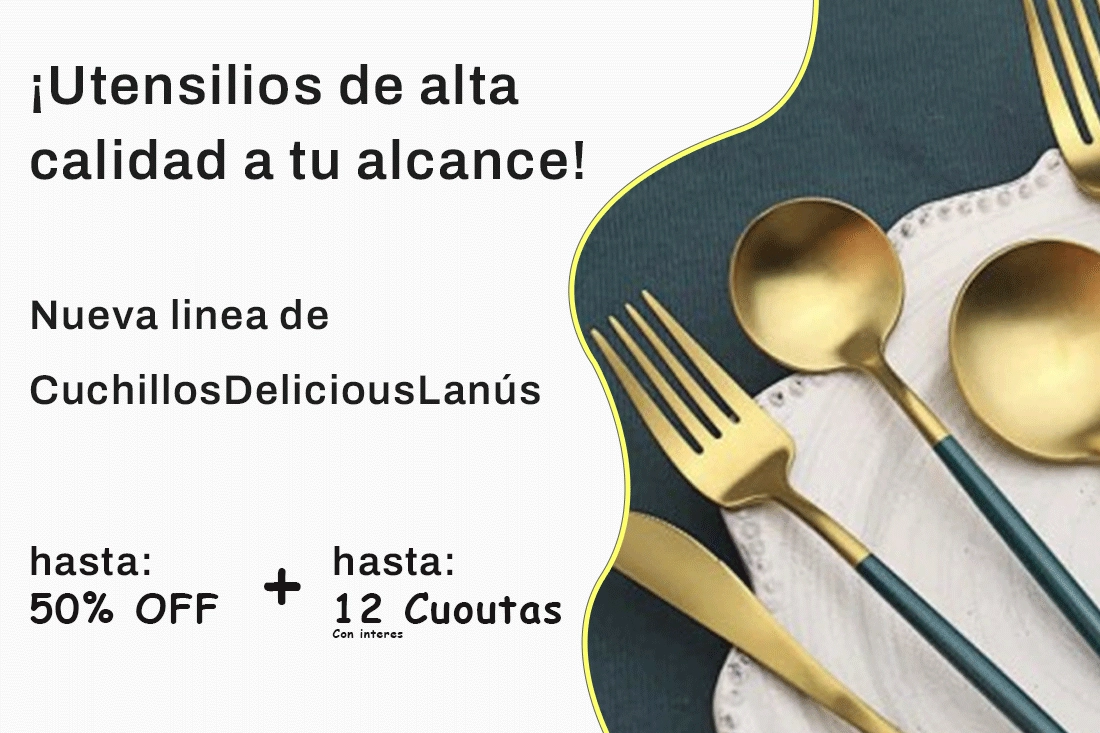 ¡Utensilios de alta
calidad a tu alcance!
Nueva linea de
CuchillosDeliciousLanús
hasta:
50% OFF
+
hasta:
12 Cuoutas
Con interes